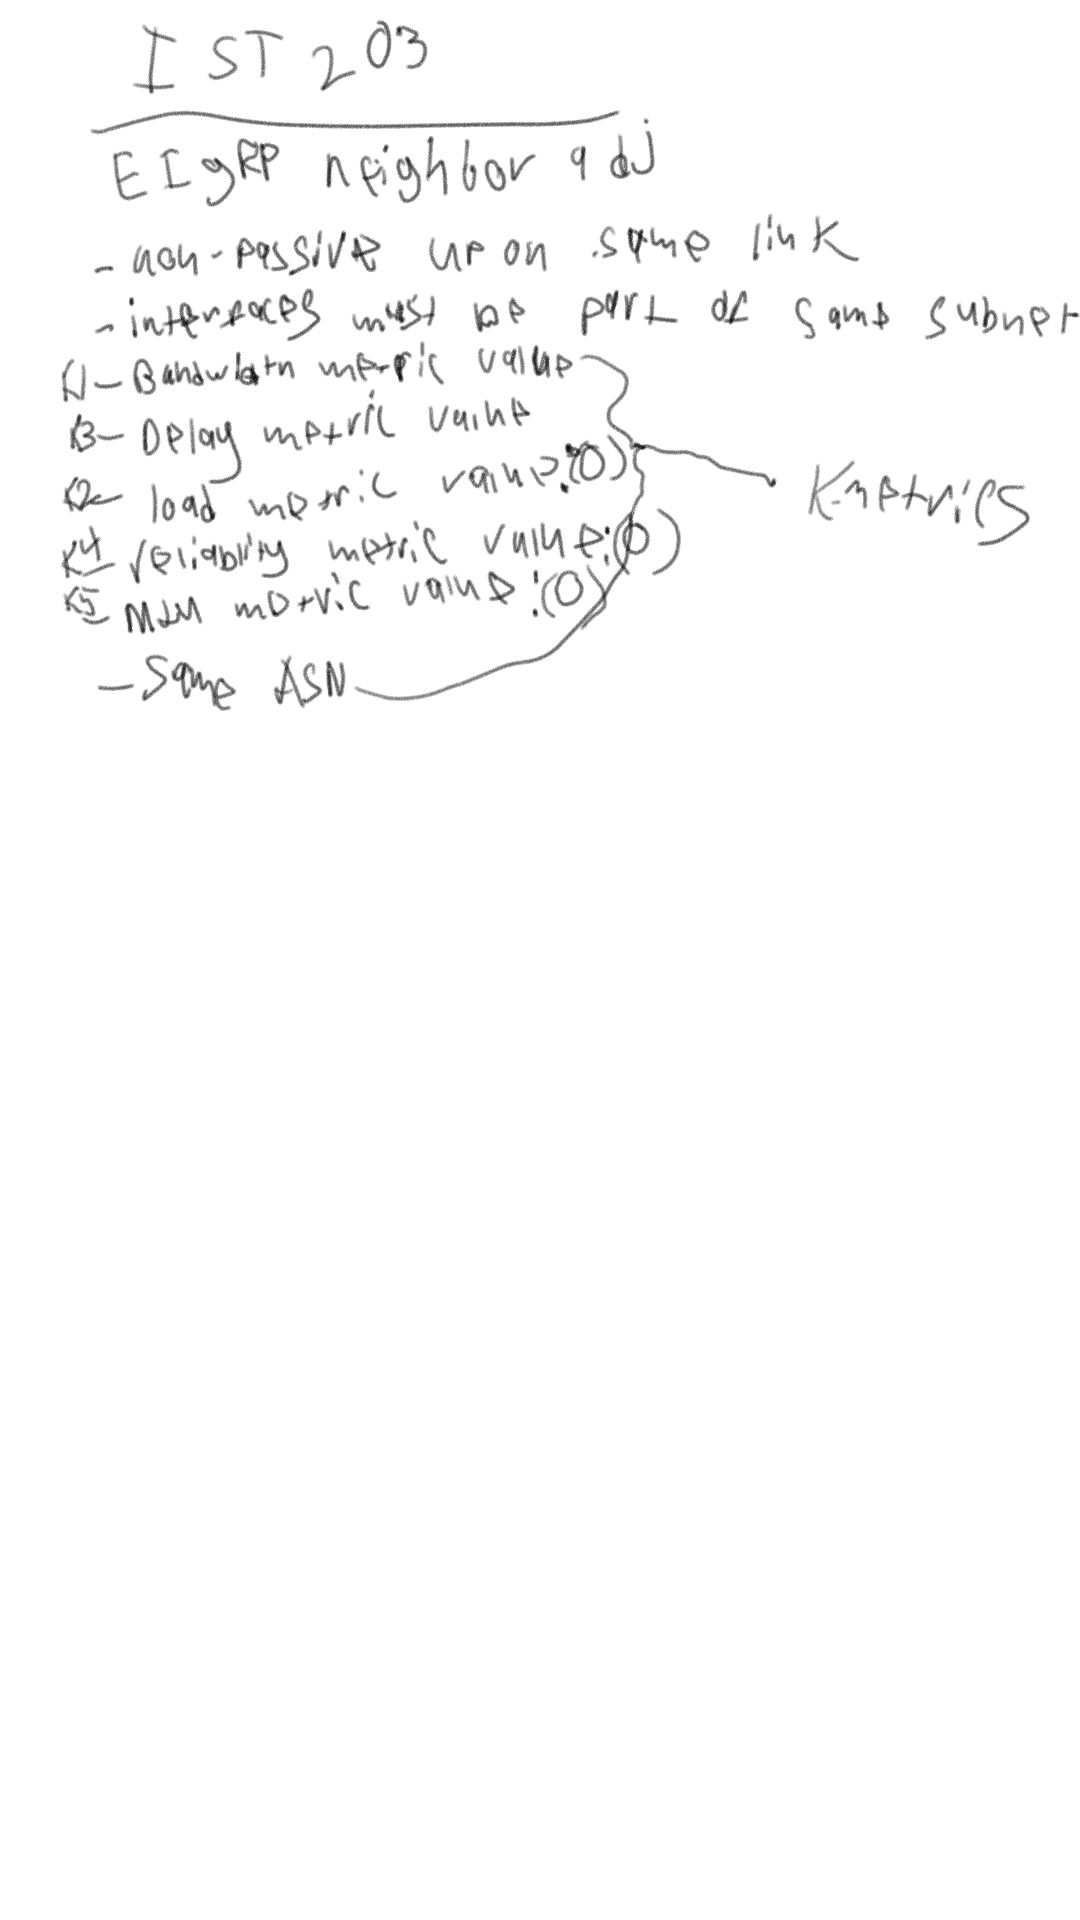 IST 203
EIgRP neighbor adj
- non-passive up on same link
- interfaces must be part of same subnet
K1- Bandwidth metric value
K3- Delay metric value
K2- load metric value:(0)
K-metrics
K4- reliability metric value:(0)
K5- metric value:(0)
- Same ASN